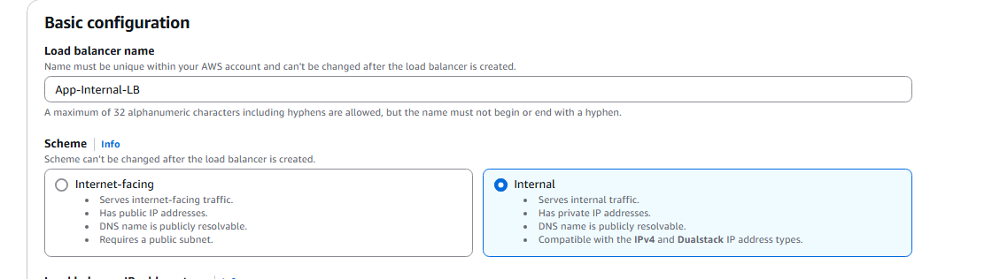 Basic configuration
Load balancer name
Name must be unique within your AWS account and can't be changed after the load balancer is created.
App-Internal-LB
A maximum of 32 alphanumeric characters including hyphens are allowed, but the name must not begin or end with a hyphen.
Scheme | Info
Scheme can't be changed after the load balancer is created.
Internet-facing
• Serves internet-facing traffic.
• Has public IP addresses.
• DNS name is publicly resolvable.
• Requires a public subnet.
Internal
• Serves internal traffic.
• Has private IP addresses.
• DNS name is publicly resolvable.
• Compatible with the IPv4 and Dualstack IP address types.